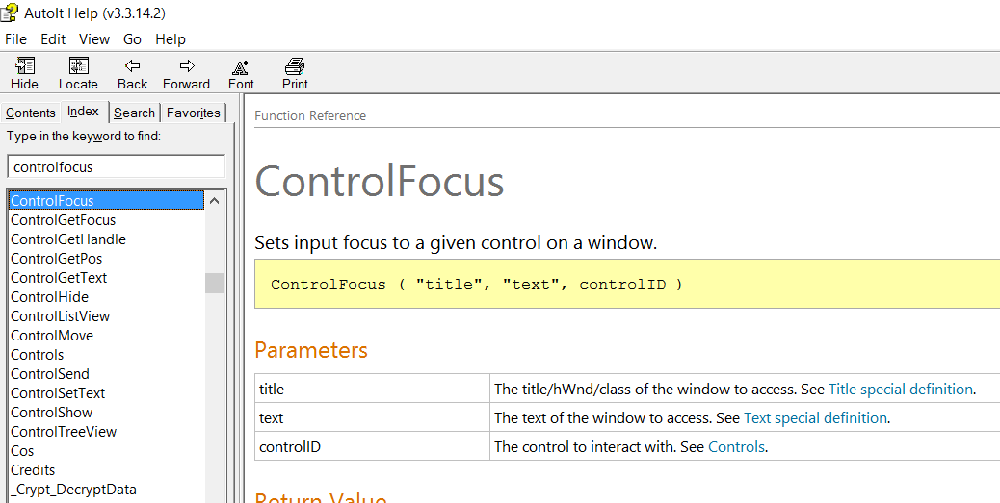 AutoIt Help (v3.3.14.2)
File Edit View Go Help
Hide Locate Back Forward Font Print
Contents Index Search Favorites
Type in the keyword to find:
controlfocus
ControlFocus
ControlGetFocus
ControlGetHandle
ControlGetPos
ControlGetText
ControlHide
ControlListView
ControlMove
Controls
ControlSend
ControlSetText
ControlShow
ControlTreeView
Cos
Credits
_Crypt_DecryptData
Function Reference
ControlFocus
Sets input focus to a given control on a window.
ControlFocus ( "title", "text", controlID )
Parameters
title The title/hWnd/class of the window to access. See Title special definition.
text The text of the window to access. See Text special definition.
controlID The control to interact with. See Controls.
Return Value